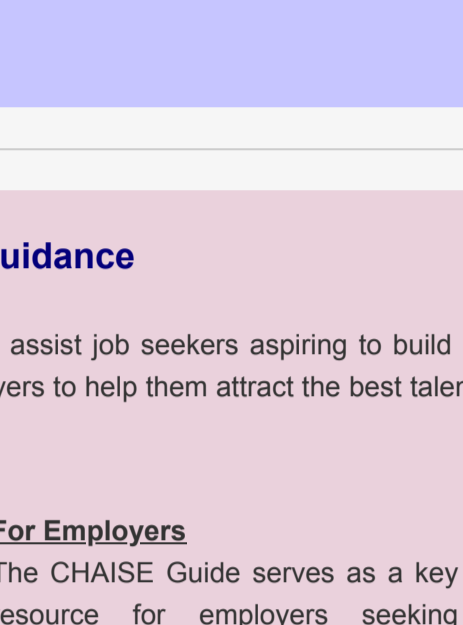 uidance
assist job seekers aspiring to build
yers to help them attract the best taler
For Employers
The CHAISE Guide serves as a key
esource for employers seeking